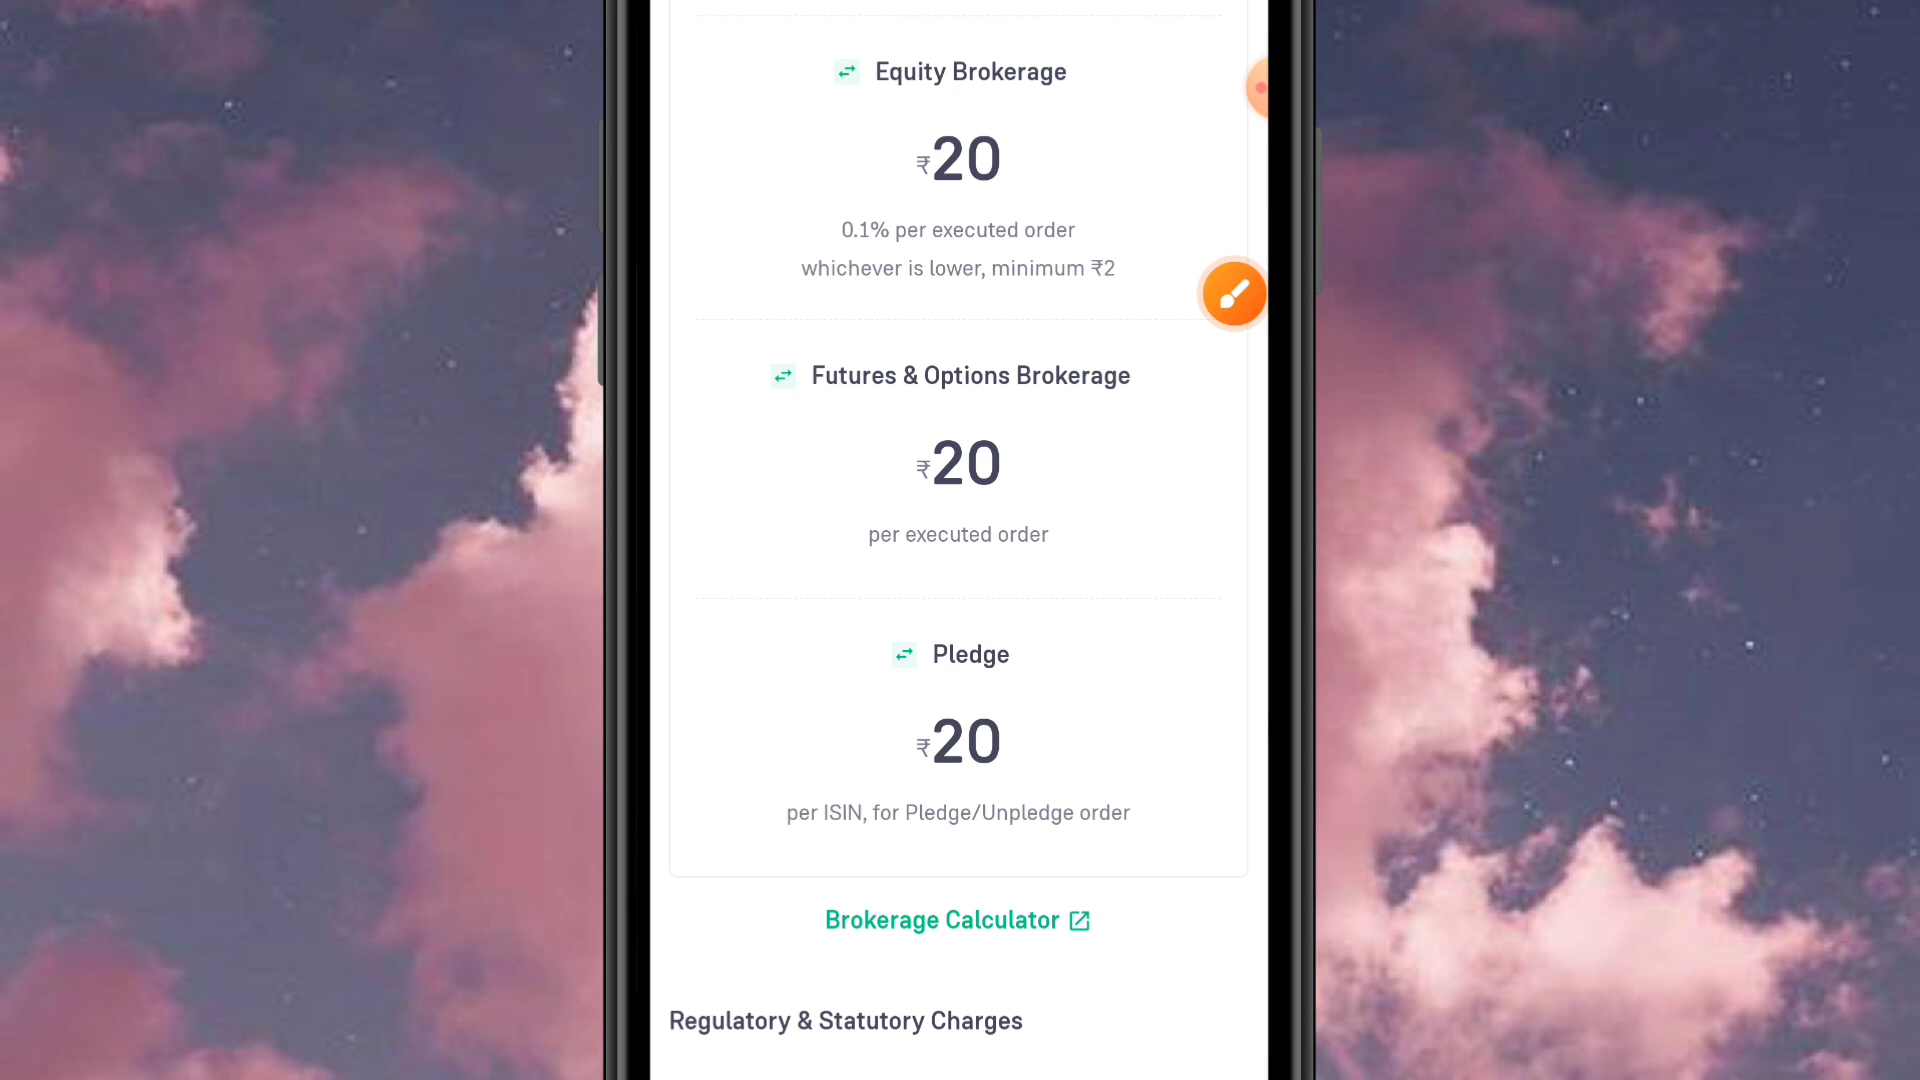 Equity Brokerage
₹20
0.1% per executed order
whichever is lower, minimum ₹2
Futures & Options Brokerage
₹20
per executed order
Pledge
₹20
per ISIN, for Pledge/Unpledge order
Brokerage Calculator
Regulatory & Statutory Charges